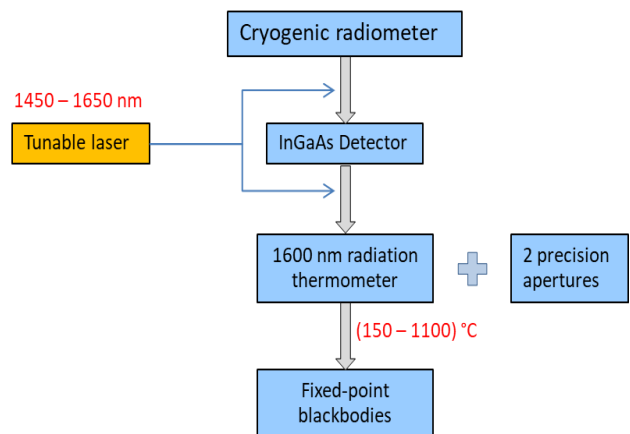 Cryogenic radiometer
1450 – 1650 nm
Tunable laser
InGaAs Detector
1600 nm radiation
thermometer
2 precision
apertures
(150 – 1100) °C
Fixed-point
blackbodies